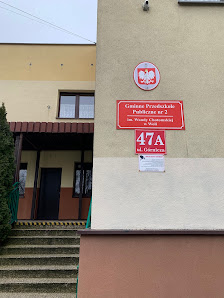 Gminne Przedszkole
Publiczne nr 2
im. Wandy Chotomskiej
w Woli
47A
ul. Górnicza